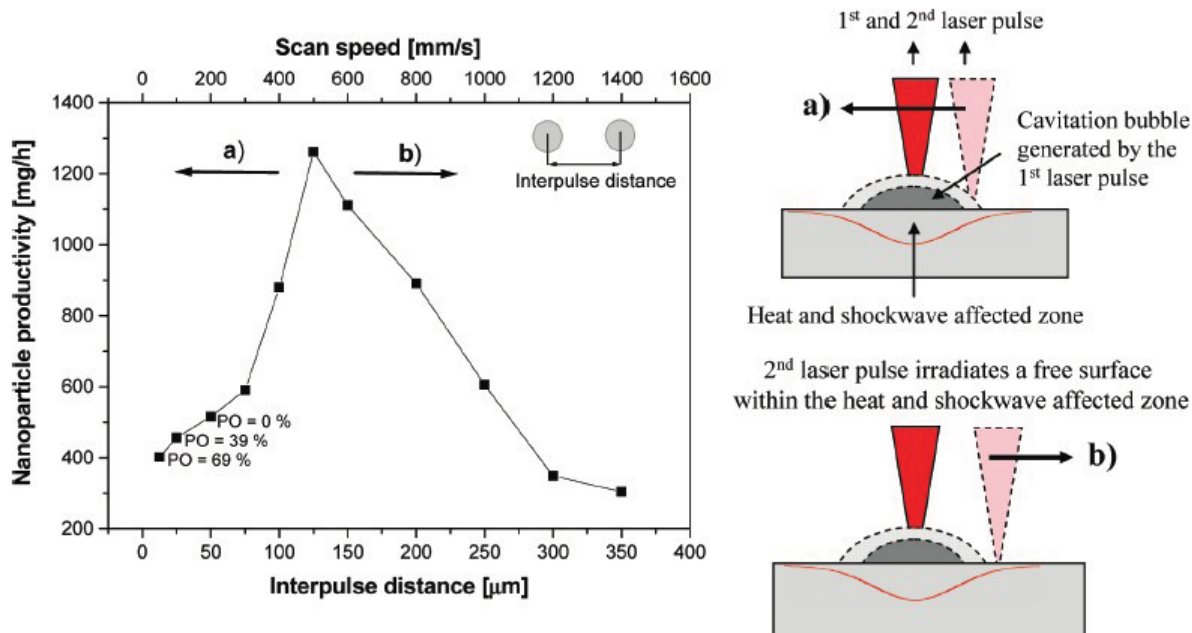 Scan speed [mm/s]
0 200 400 600 800 1000 1200 1400 1600
Nanoparticle productivity [mg/h]
1400
1200
1000
800
600
400
200
a)
b)
Interpulse distance
PO = 0 %
PO = 39 %
PO = 69 %
0 50 100 150 200 250 300 350 400
Interpulse distance [µm]
1st and 2nd laser pulse
a)
Cavitation bubble
generated by the
1st laser pulse
Heat and shockwave affected zone
2nd laser pulse irradiates a free surface
within the heat and shockwave affected zone
b)